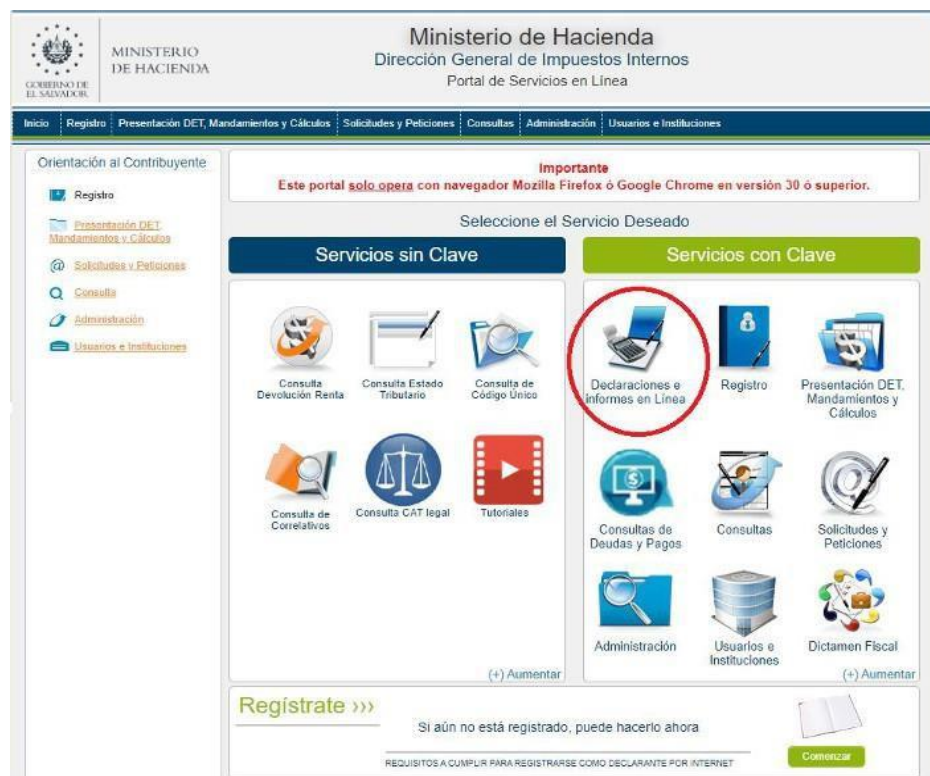 GOBIERNO DE
EL SALVADOR
MINISTERIO
DE HACIENDA
Ministerio de Hacienda
Dirección General de Impuestos Internos
Portal de Servicios en Línea
Inicio Registro Presentación DET, Mandamientos y Cálculos Solicitudes y Peticiones Consultas Administración Usuarios e Instituciones
Orientación al Contribuyente
Registro
Presentación DET,
Mandamientos y Cálculos
Solicitudes y Peticiones
Consulta
Administración
Usuarios e Instituciones
Importante
Este portal solo opera con navegador Mozilla Firefox ó Google Chrome en versión 30 ó superior.
Seleccione el Servicio Deseado
Servicios sin Clave
Consulta
Devolución Renta
Consulta Estado
Tributario
Consulta de
Código Único
Consulta de
Correlativos
Consulta CAT legal
Tutoriales
(+) Aumentar
Servicios con Clave
Declaraciones e
informes en Línea
Registro
Presentación DET,
Mandamientos y
Cálculos
Consultas de
Deudas y Pagos
Consultas
Solicitudes y
Peticiones
Administración
Usuarios e
Instituciones
Dictamen Fiscal
(+) Aumentar
Regístrate ›››
Si aún no está registrado, puede hacerlo ahora
REQUISITOS A CUMPLIR PARA REGISTRARSE COMO DECLARANTE POR INTERNET
Comenzar